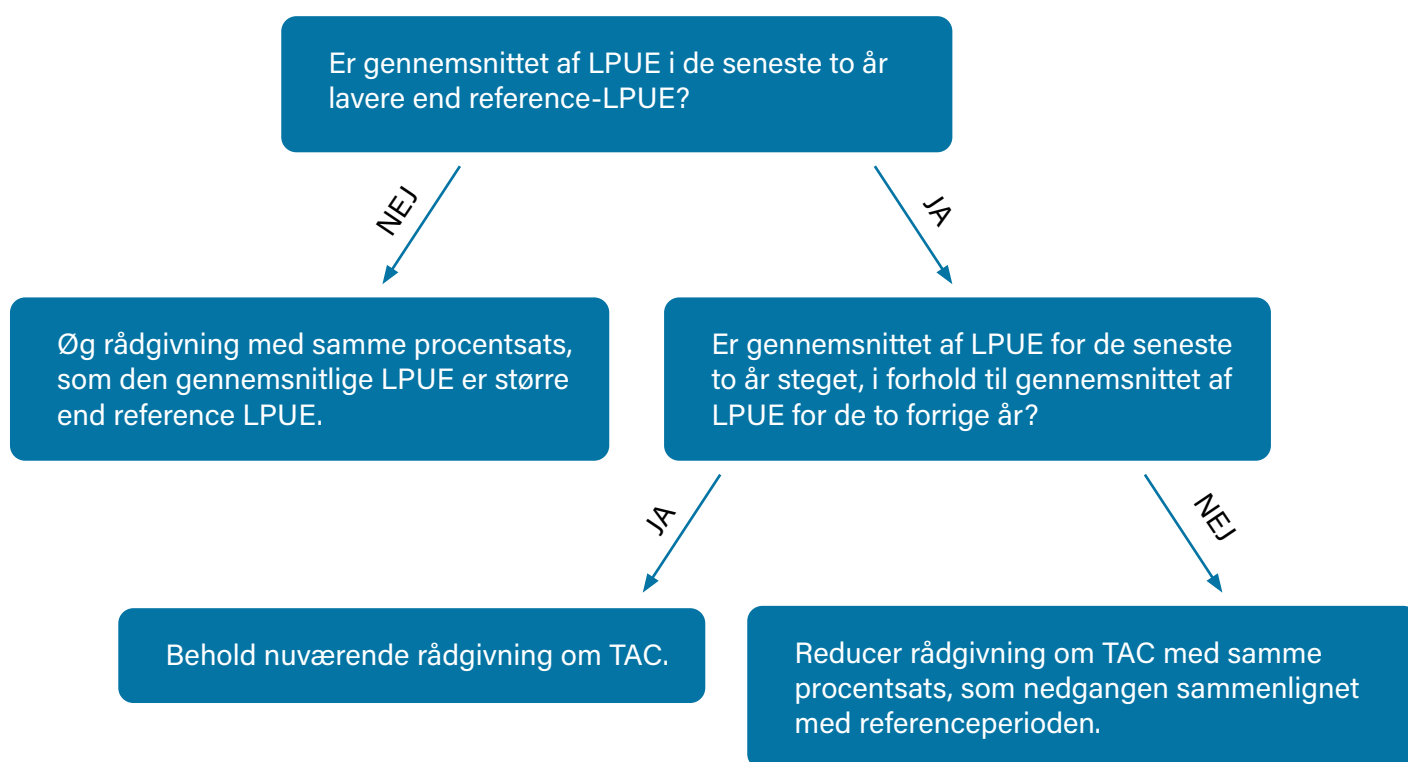 Er gennemsnittet af LPUE i de seneste to år
lavere end reference-LPUE?
NEJ
JA
Øg rådgivning med samme procentsats,
som den gennemsnitlige LPUE er større
end reference LPUE.
Er gennemsnittet af LPUE for de seneste
to år steget, i forhold til gennemsnittet af
LPUE for de to forrige år?
JA
NEJ
Behold nuværende rådgivning om TAC.
Reducer rådgivning om TAC med samme
procentsats, som nedgangen sammenlignet
med referenceperioden.